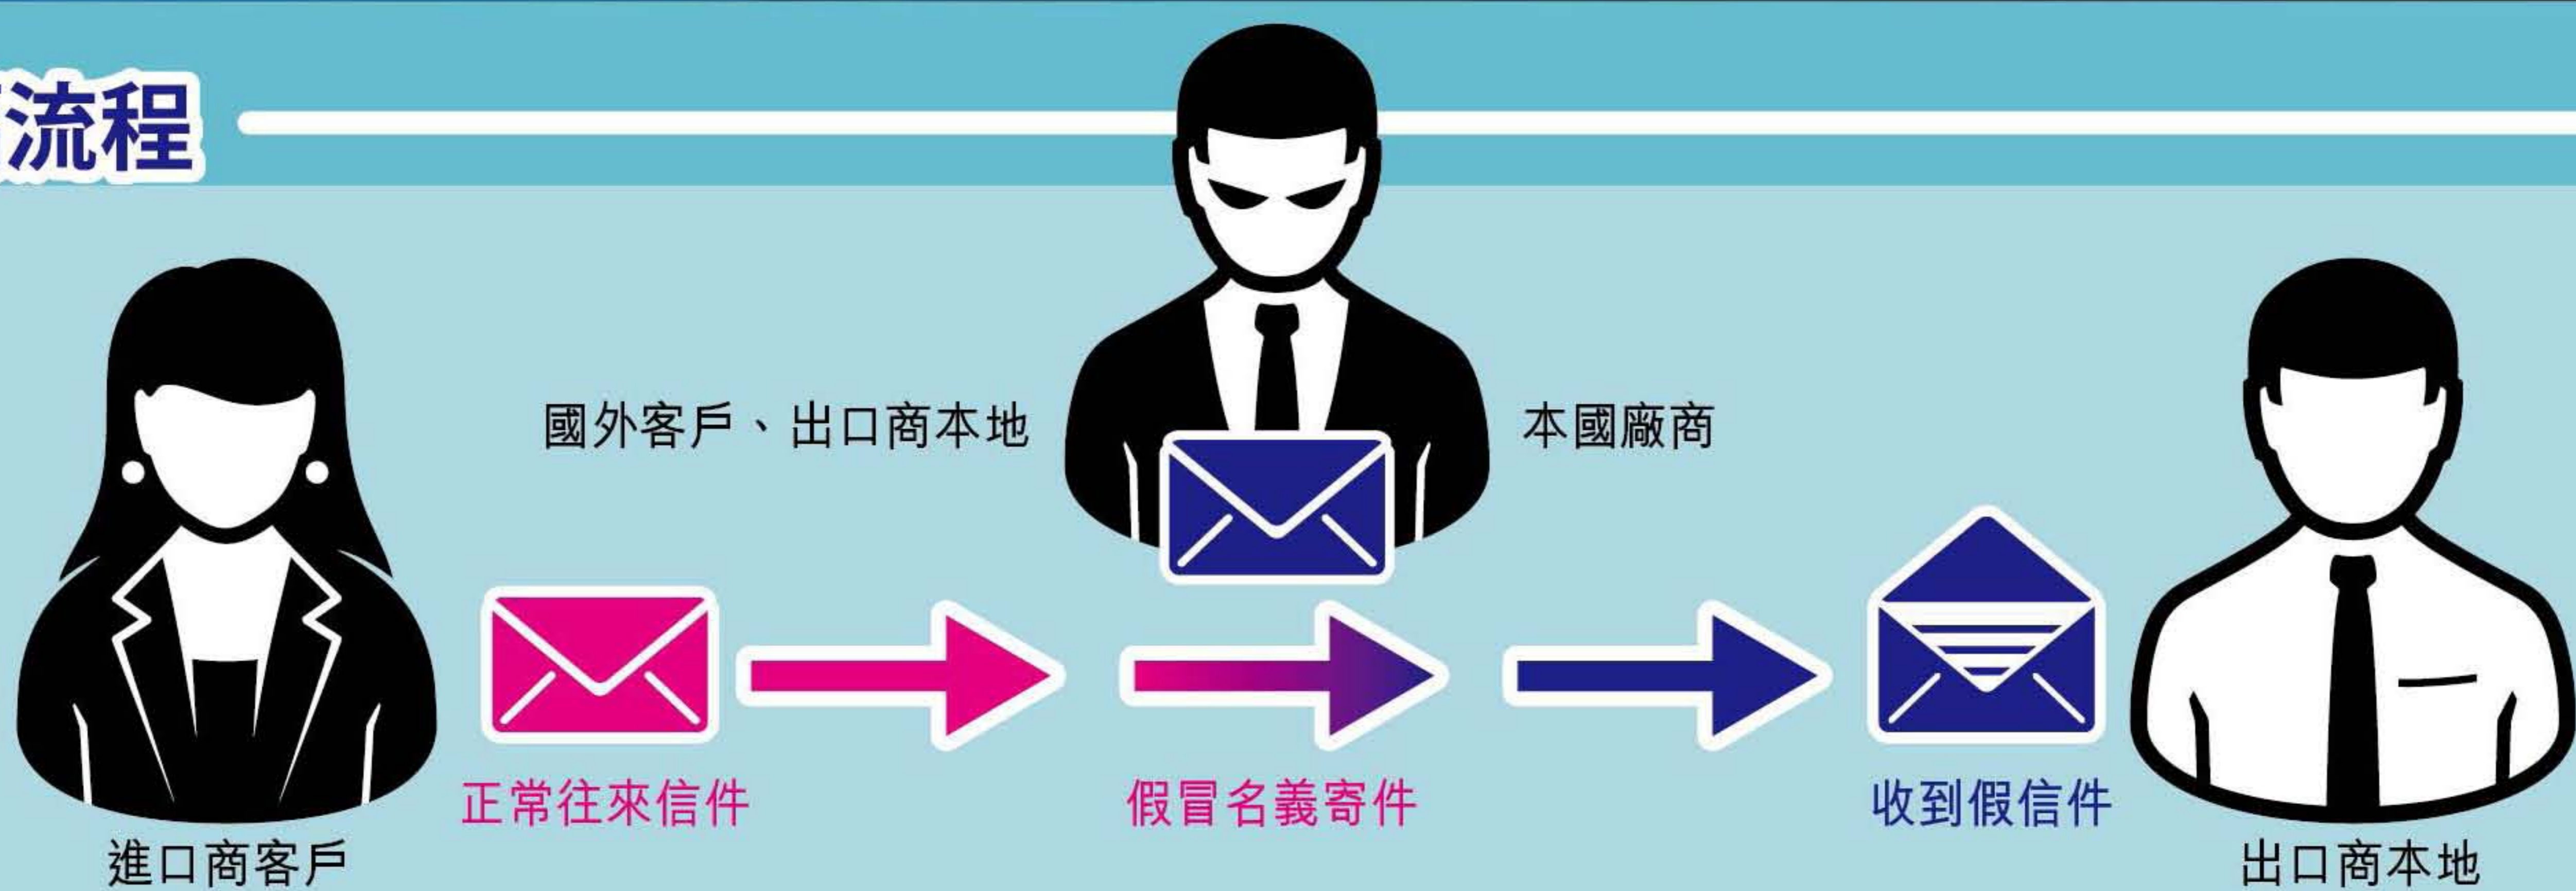 流程
國外客戶、出口商本地
本國廠商
正常往來信件
假冒名義寄件
收到假信件
進口商客戶
出口商本地